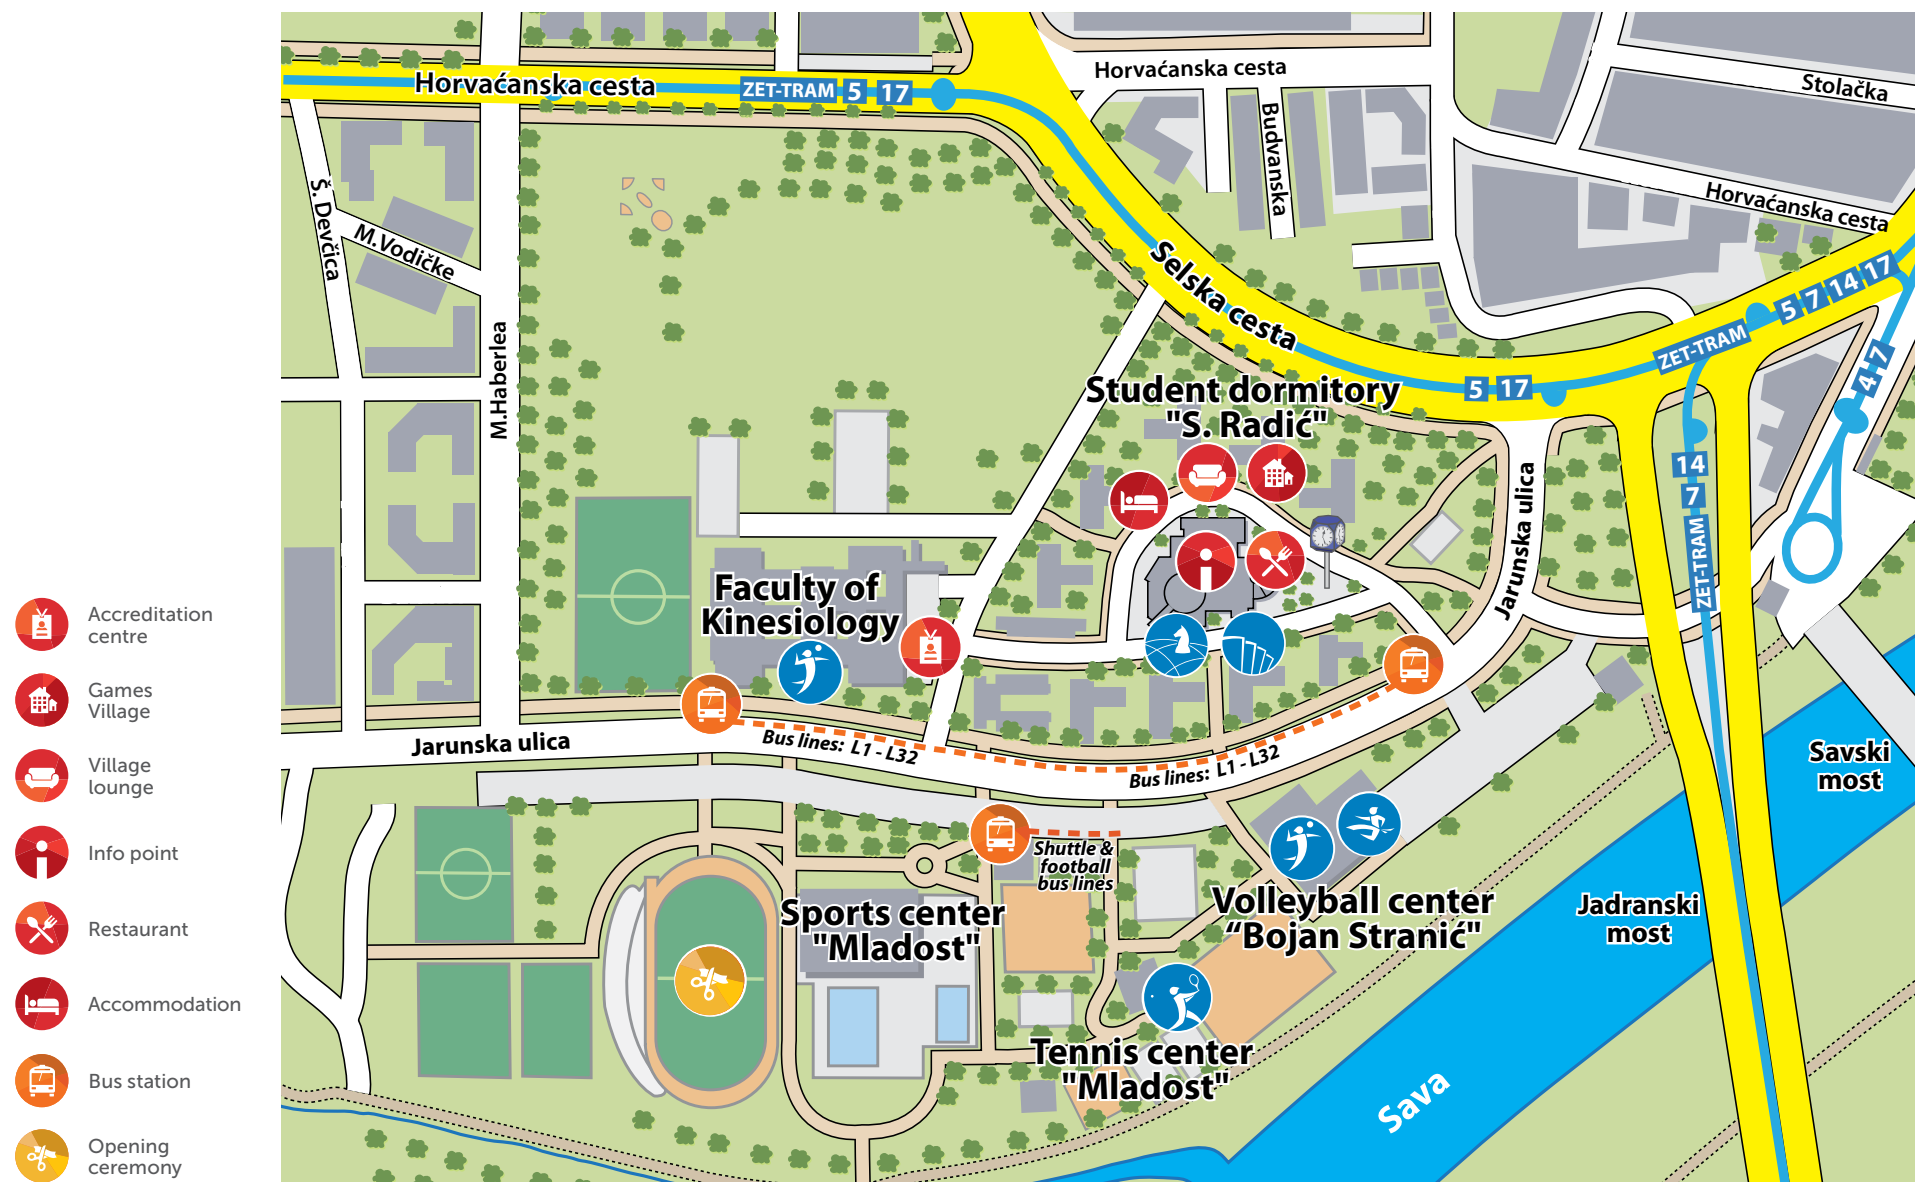 Horvaćanska cesta
ZET-TRAM 5 17
Horvaćanska cesta
Stolačka
Budvanska
Horvaćanska cesta
Š. Devčica
M.Vodičke
M.Haberlea
Selska cesta
ZET-TRAM 5 7 14 17
4 7
5 17
Student dormitory
"S. Radić"
14
7
ZET-TRAM
Jarunska ulica
Faculty of
Kinesiology
Jarunska ulica
Bus lines: L1 - L32
Bus lines: L1 - L32
Savski
most
Shuttle &
football
bus lines
Sports center
"Mladost"
Volleyball center
“Bojan Stranić"
Jadranski
most
Tennis center
"Mladost"
Sava
Accreditation
centre
Games
Village
Village
lounge
Info point
Restaurant
Accommodation
Bus station
Opening
ceremony